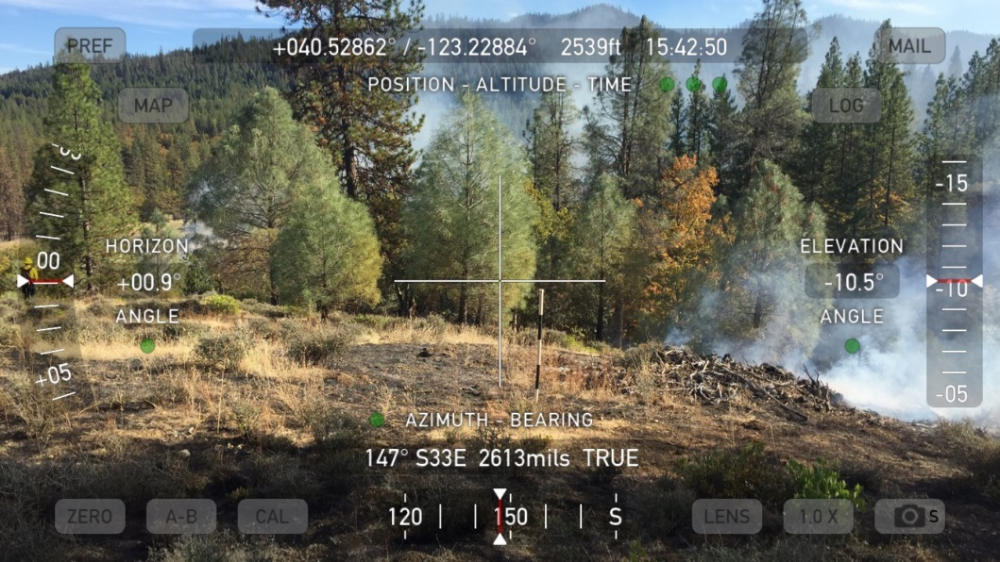 PREF
+040.52862° / -123.22884° 2539ft 15:42:50
MAIL
POSITION - ALTITUDE - TIME
MAP
LOG
-15
HORIZON
ELEVATION
00
+00.9°
-10.5°
-10
ANGLE
ANGLE
+05
-05
AZIMUTH - BEARING
147° S33E 2613mils TRUE
ZERO
A-B
CAL
120
150
S
LENS
1.0 X
S